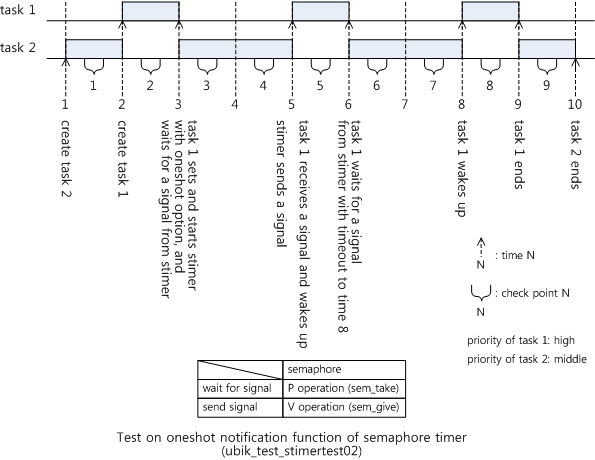 task 1
task 2
1 2 3 4 5 6 7 8 9
1 2 3 4 5 6 7 8 9 10
create task 2
create task 1
task 1 sets and starts stimer
with oneshot option, and
waits for a signal from stimer
stimer sends a signal
task 1 receives a signal and wakes up
task 1 waits for a signal
from stimer with timeout to time 8
task 1 wakes up
task 1 ends
task 2 ends
N : time N
N : check point N
priority of task 1: high
priority of task 2: middle
semaphore
wait for signal P operation (sem_take)
send signal V operation (sem_give)
Test on oneshot notification function of semaphore timer
(ubik_test_stimertest02)